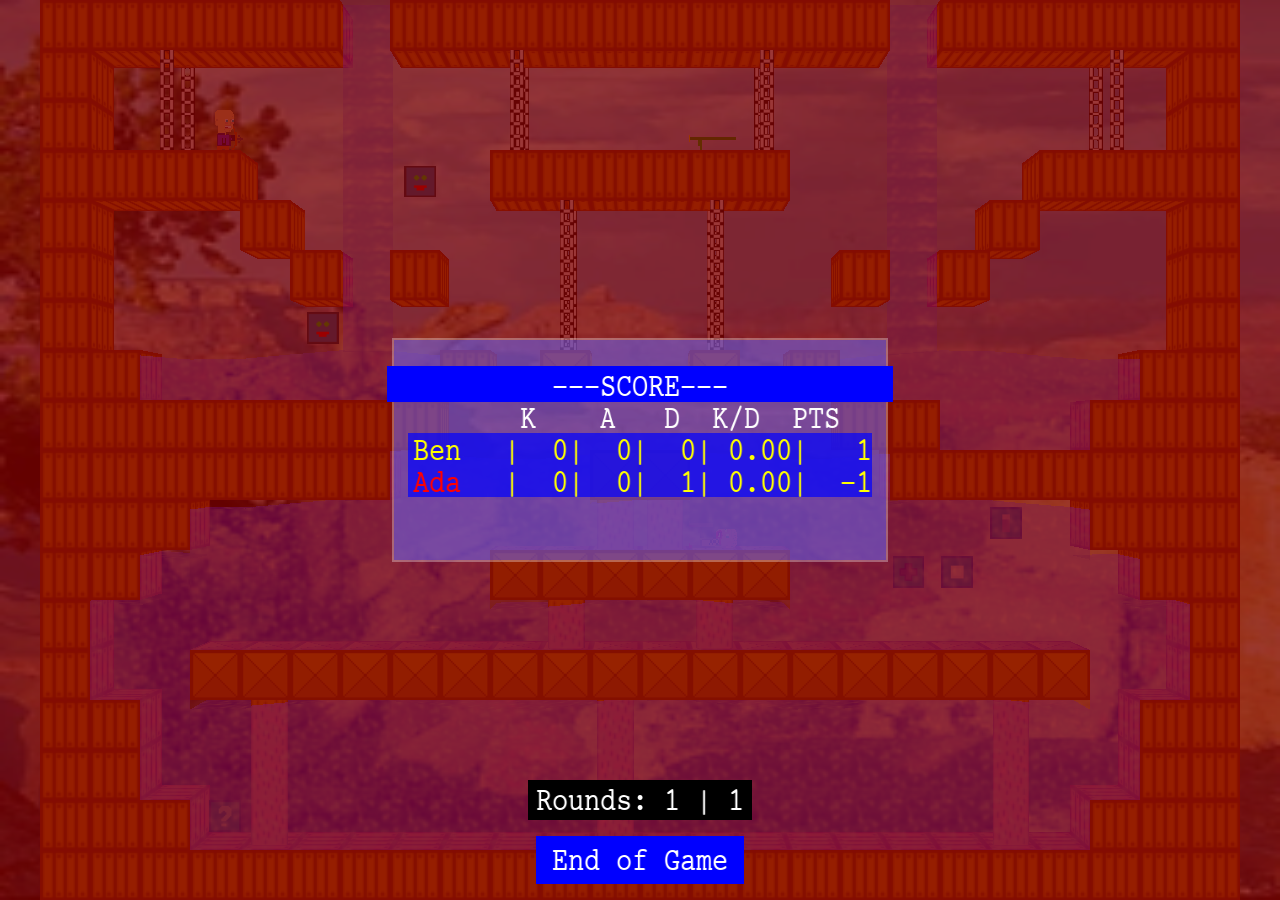 ---SCORE---
K A D K/D PTS
Ben | 0| 0| 0| 0.00| 1
Ada | 0| 0| 1| 0.00| -1
?
Rounds: 1 | 1
End of Game